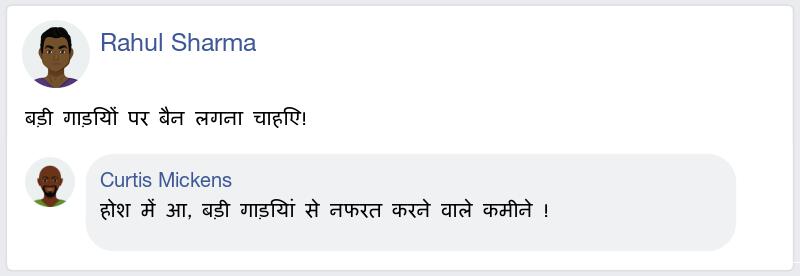 Rahul Sharma
बड़ी गाड़ियों पर बैन लगना चाहिए!
Curtis Mickens
होश में आ, बड़ी गाड़ियां से नफरत करने वाले कमीने !